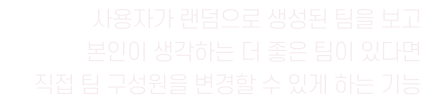 사용자가 랜덤으로 생성된 팀을 보고
본인이 생각하는 더 좋은 팀이 있다면
직접 팀 구성원을 변경할 수 있게 하는 기능